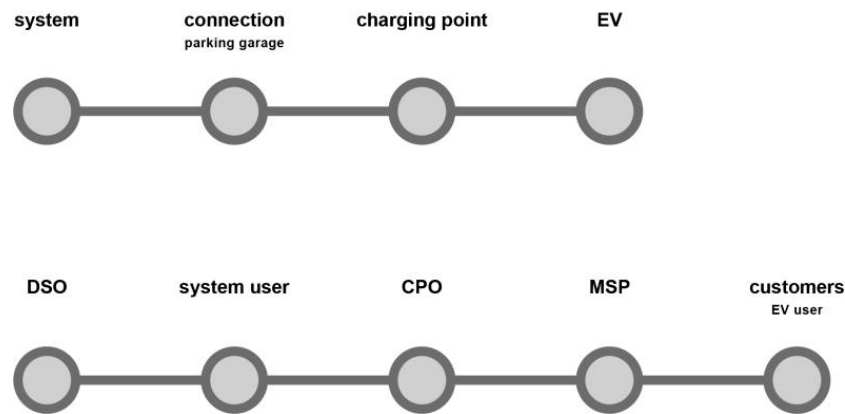 system
connection
parking garage
charging point
EV
DSO
system user
CPO
MSP
customers
EV user